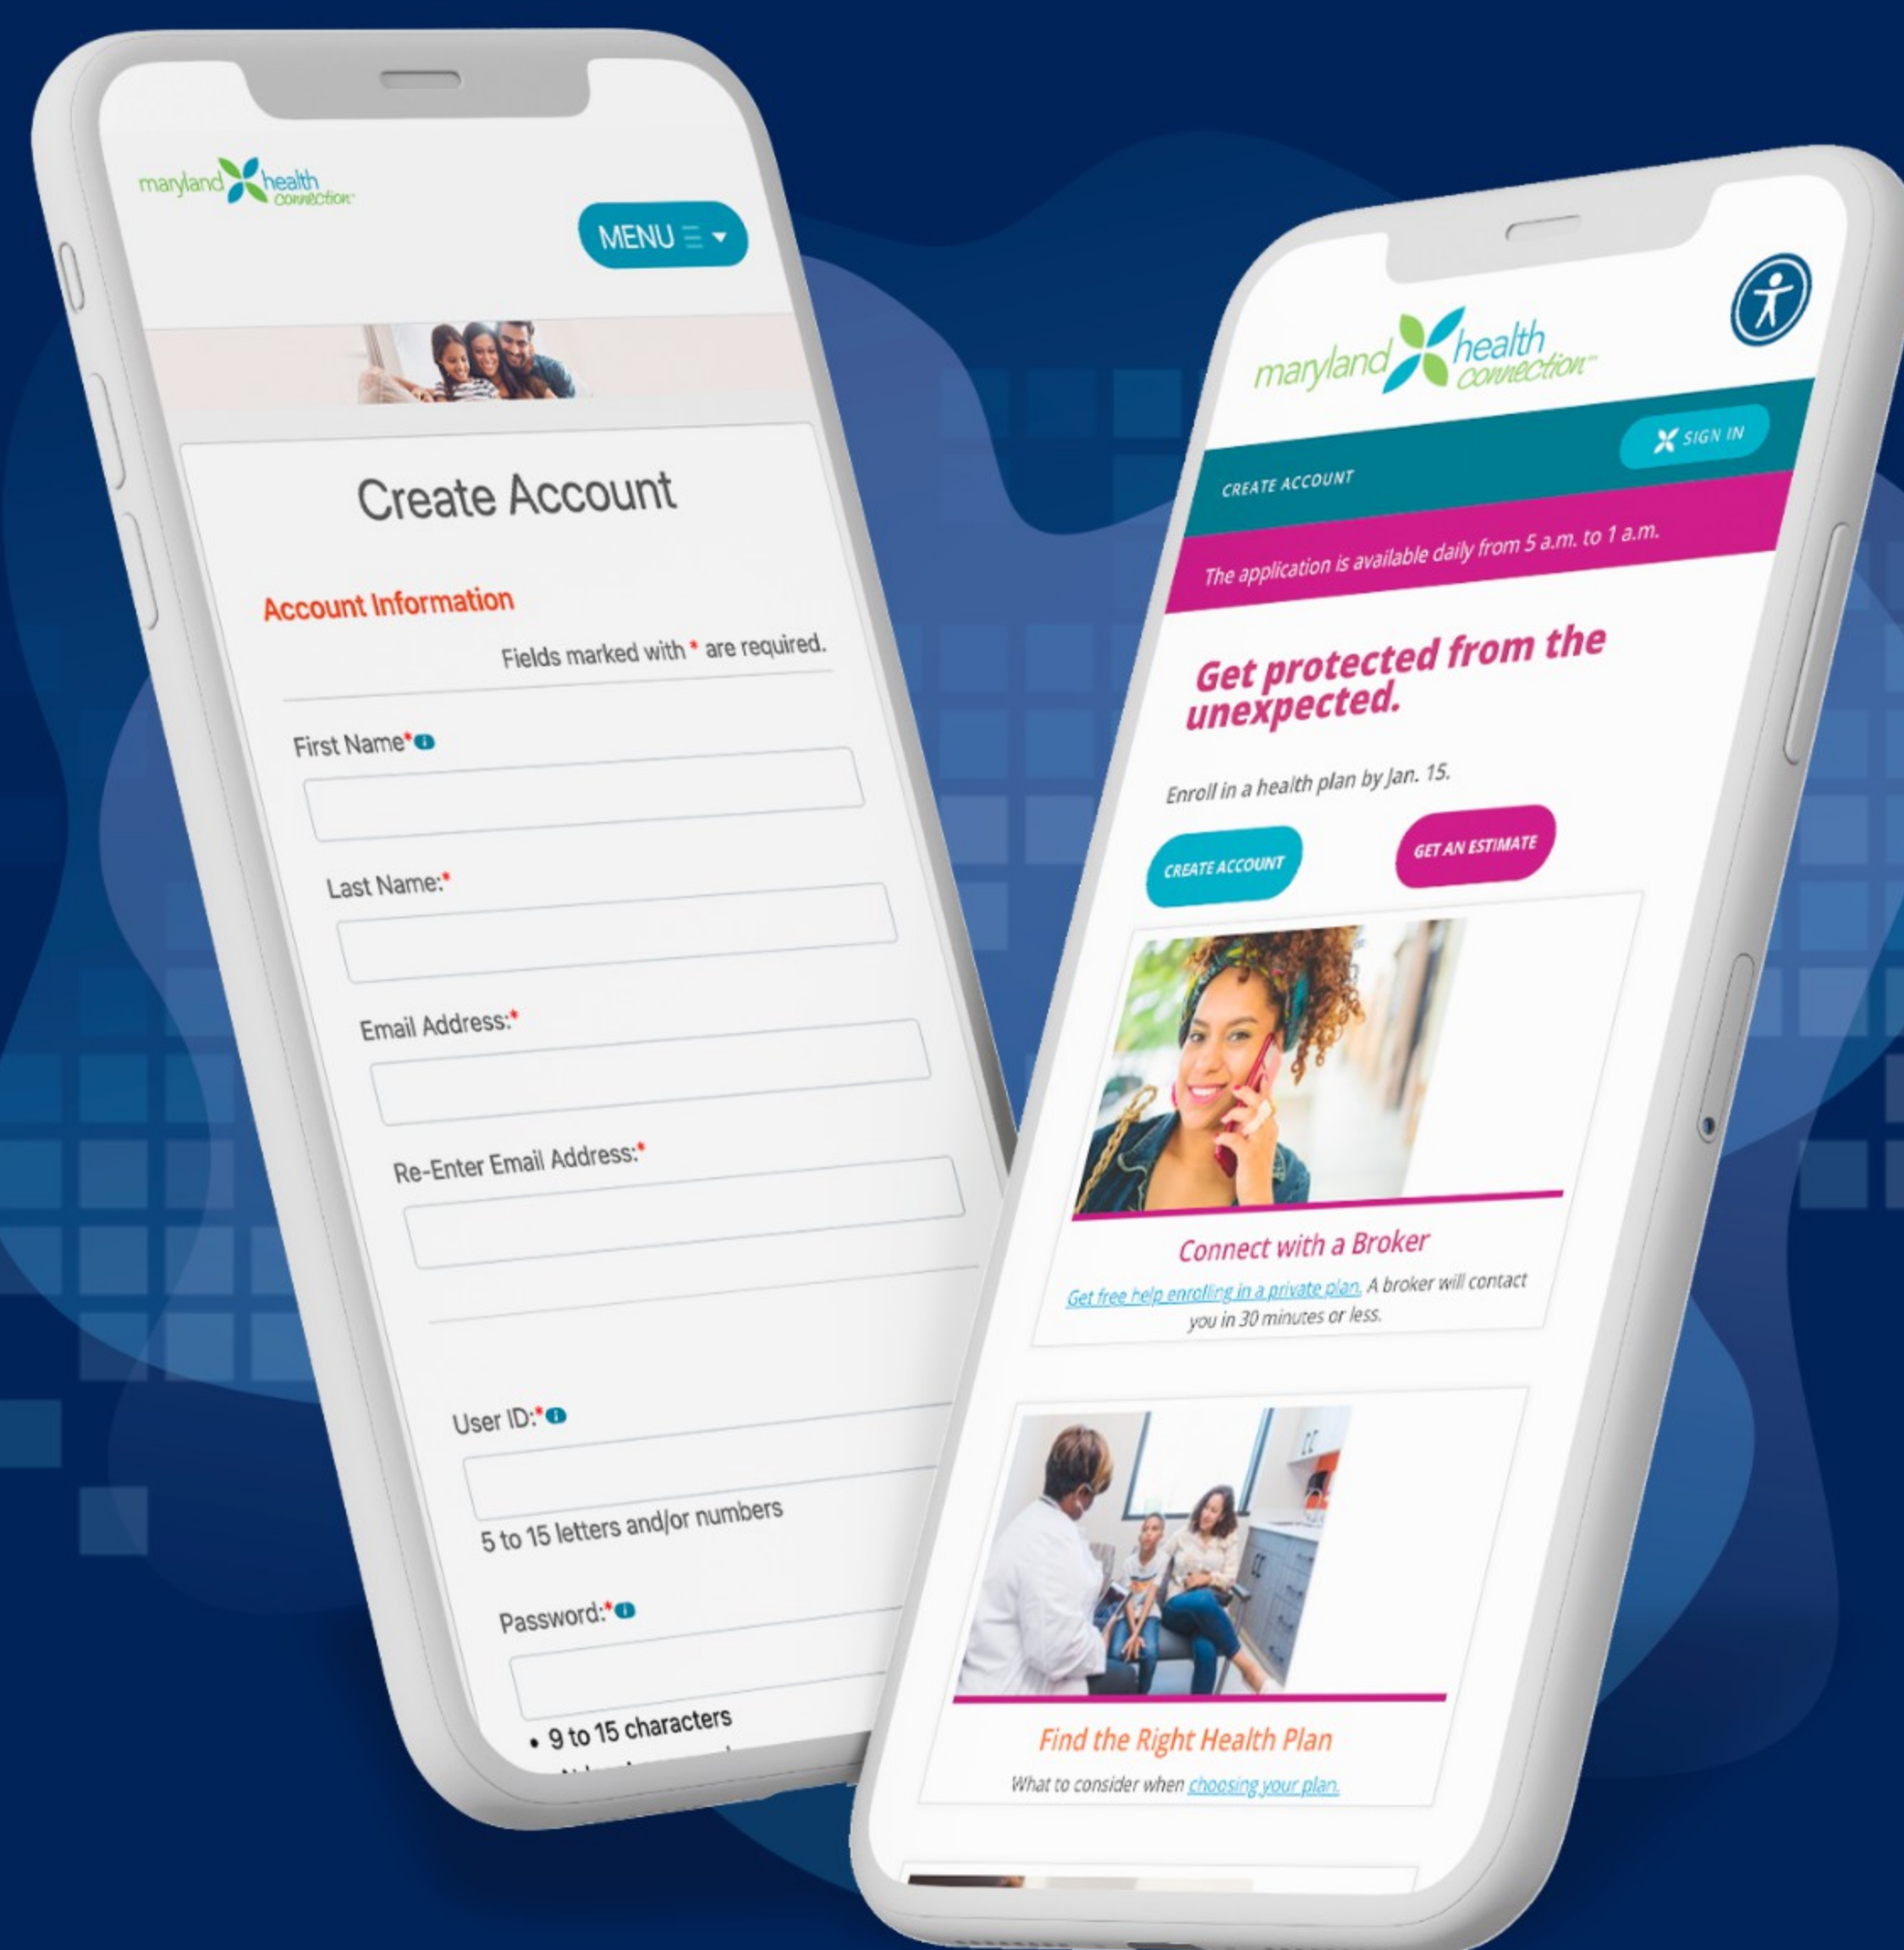 maryland health
connection
MENU
Create Account
Account Information
Fields marked with * are required.
First Name*
Last Name:*
Email Address:*
Re-Enter Email Address:*
User ID:*
5 to 15 letters and/or numbers
Password:*
• 9 to 15 characters
maryland health
connection
CREATE ACCOUNT
SIGN IN
The application is available daily from 5 a.m. to 1 a.m.
Get protected from the
unexpected.
Enroll in a health plan by Jan. 15.
CREATE ACCOUNT
GET AN ESTIMATE
Connect with a Broker
Get free help enrolling in a private plan. A broker will contact
you in 30 minutes or less.
Find the Right Health Plan
What to consider when choosing your plan.